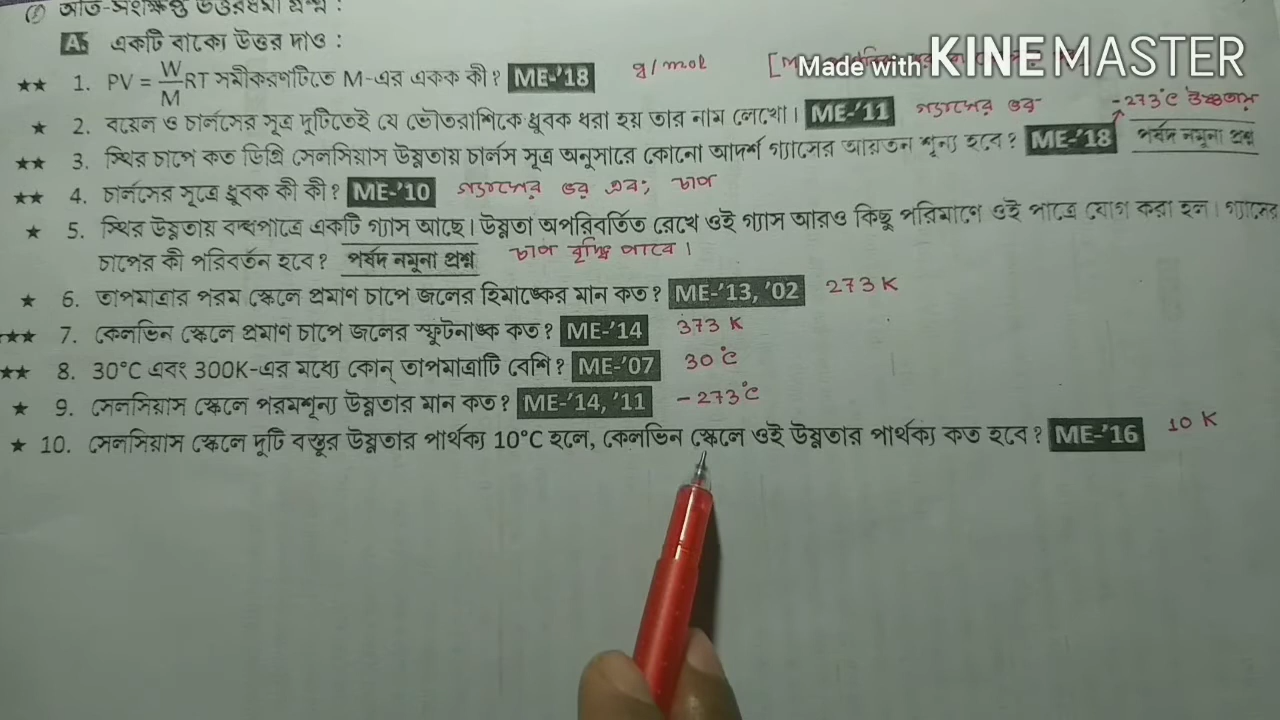 অতি-সংক্ষিপ্ত উত্তরধর্মী প্রশ্ন :
A. একটি বাক্যে উত্তর দাও :
Made with KINEMASTER
★★ 1. PV = W/M RT সমীকরণটিতে M-এর একক কী? ME-'18 g/mol
★ 2. বয়েল ও চার্লসের সূত্র দুটিতেই যে ভৌতরাশিকে ধ্রুবক ধরা হয় তার নাম লেখো। ME-'11 গ্যাসের ভর
-273°C উষ্ণতায়
★★ 3. স্থির চাপে কত ডিগ্রি সেলসিয়াস উষ্ণতায় চার্লস সূত্র অনুসারে কোনো আদর্শ গ্যাসের আয়তন শূন্য হবে? ME-'18 পর্ষদ নমুনা প্রশ্ন
★★ 4. চার্লসের সূত্রে ধ্রুবক কী কী? ME-'10 গ্যাসের ভর এবং চাপ
★ 5. স্থির উষ্ণতায় বদ্ধপাত্রে একটি গ্যাস আছে। উষ্ণতা অপরিবর্তিত রেখে ওই গ্যাস আরও কিছু পরিমাণে ওই পাত্রে যোগ করা হল। গ্যাসের
চাপের কী পরিবর্তন হবে? পর্ষদ নমুনা প্রশ্ন চাপ বৃদ্ধি পাবে।
★ 6. তাপমাত্রার পরম স্কেলে প্রমাণ চাপে জলের হিমাঙ্কের মান কত? ME-'13, '02 273 K
★★★ 7. কেলভিন স্কেলে প্রমাণ চাপে জলের স্ফুটনাঙ্ক কত? ME-'14 373 K
★★ 8. 30°C এবং 300K-এর মধ্যে কোন্ তাপমাত্রাটি বেশি? ME-'07 30°C
★ 9. সেলসিয়াস স্কেলে পরমশূন্য উষ্ণতার মান কত? ME-'14, '11 -273°C
★ 10. সেলসিয়াস স্কেলে দুটি বস্তুর উষ্ণতার পার্থক্য 10°C হলে, কেলভিন স্কেলে ওই উষ্ণতার পার্থক্য কত হবে? ME-'16 10 K